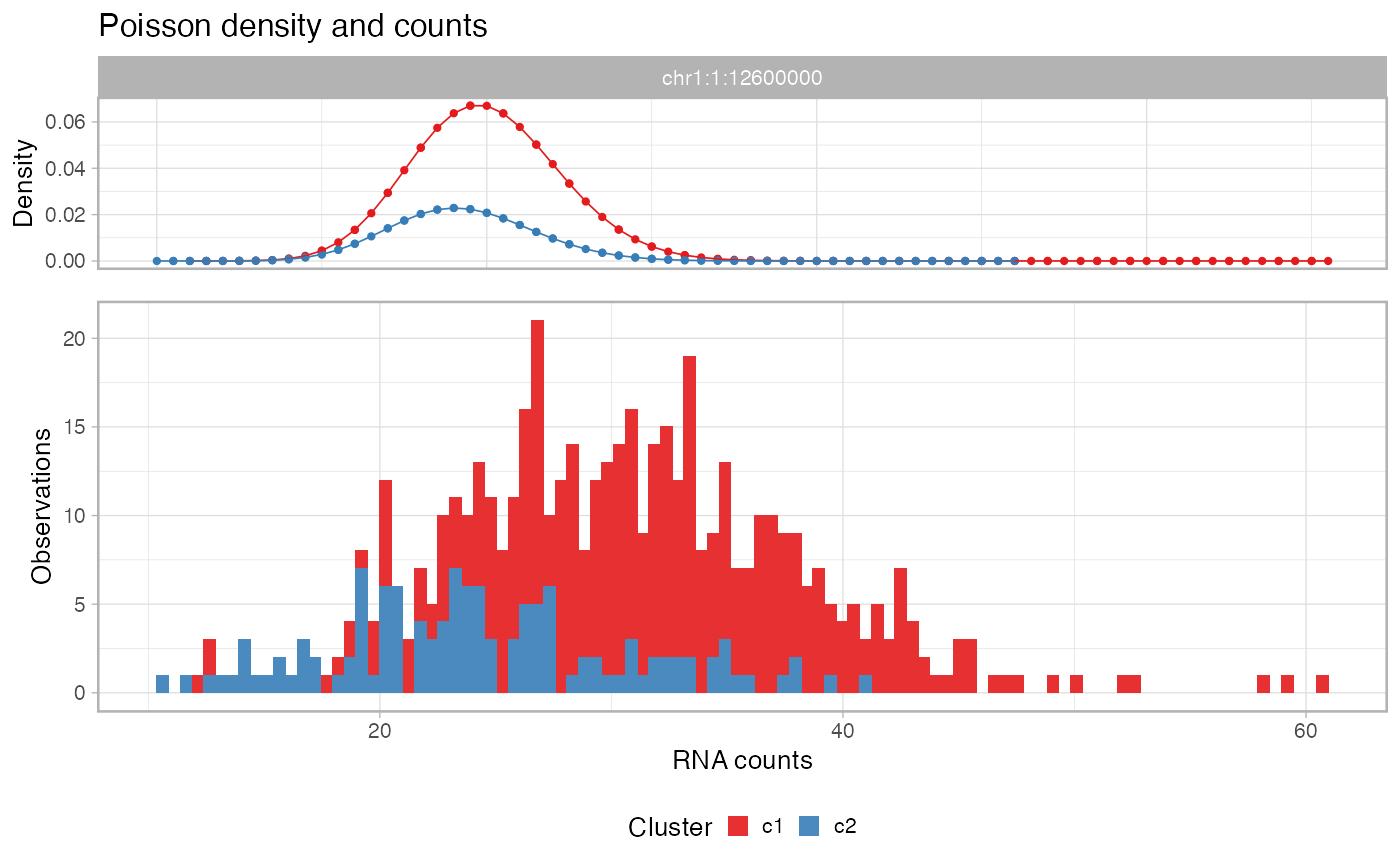 Poisson density and counts
chr1:1:12600000
Density
0.06
0.04
0.02
0.00
Observations
20
15
10
5
0
20 40 60
RNA counts
Cluster c1 c2